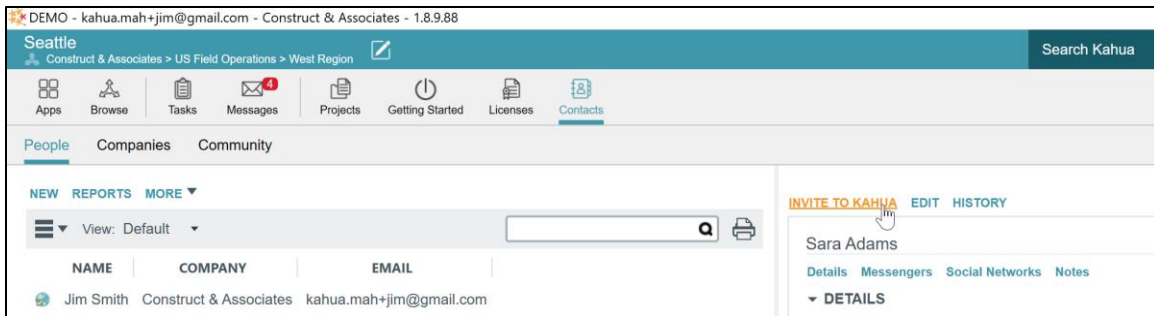 DEMO - kahua.mah+jim@gmail.com - Construct & Associates - 1.8.9.88
Seattle
Construct & Associates > US Field Operations > West Region
Search Kahua
4
Apps Browse Tasks Messages Projects Getting Started Licenses Contacts
People Companies Community
NEW REPORTS MORE
View: Default
NAME COMPANY EMAIL
Jim Smith Construct & Associates kahua.mah+jim@gmail.com
INVITE TO KAHUA EDIT HISTORY
Sara Adams
Details Messengers Social Networks Notes
DETAILS